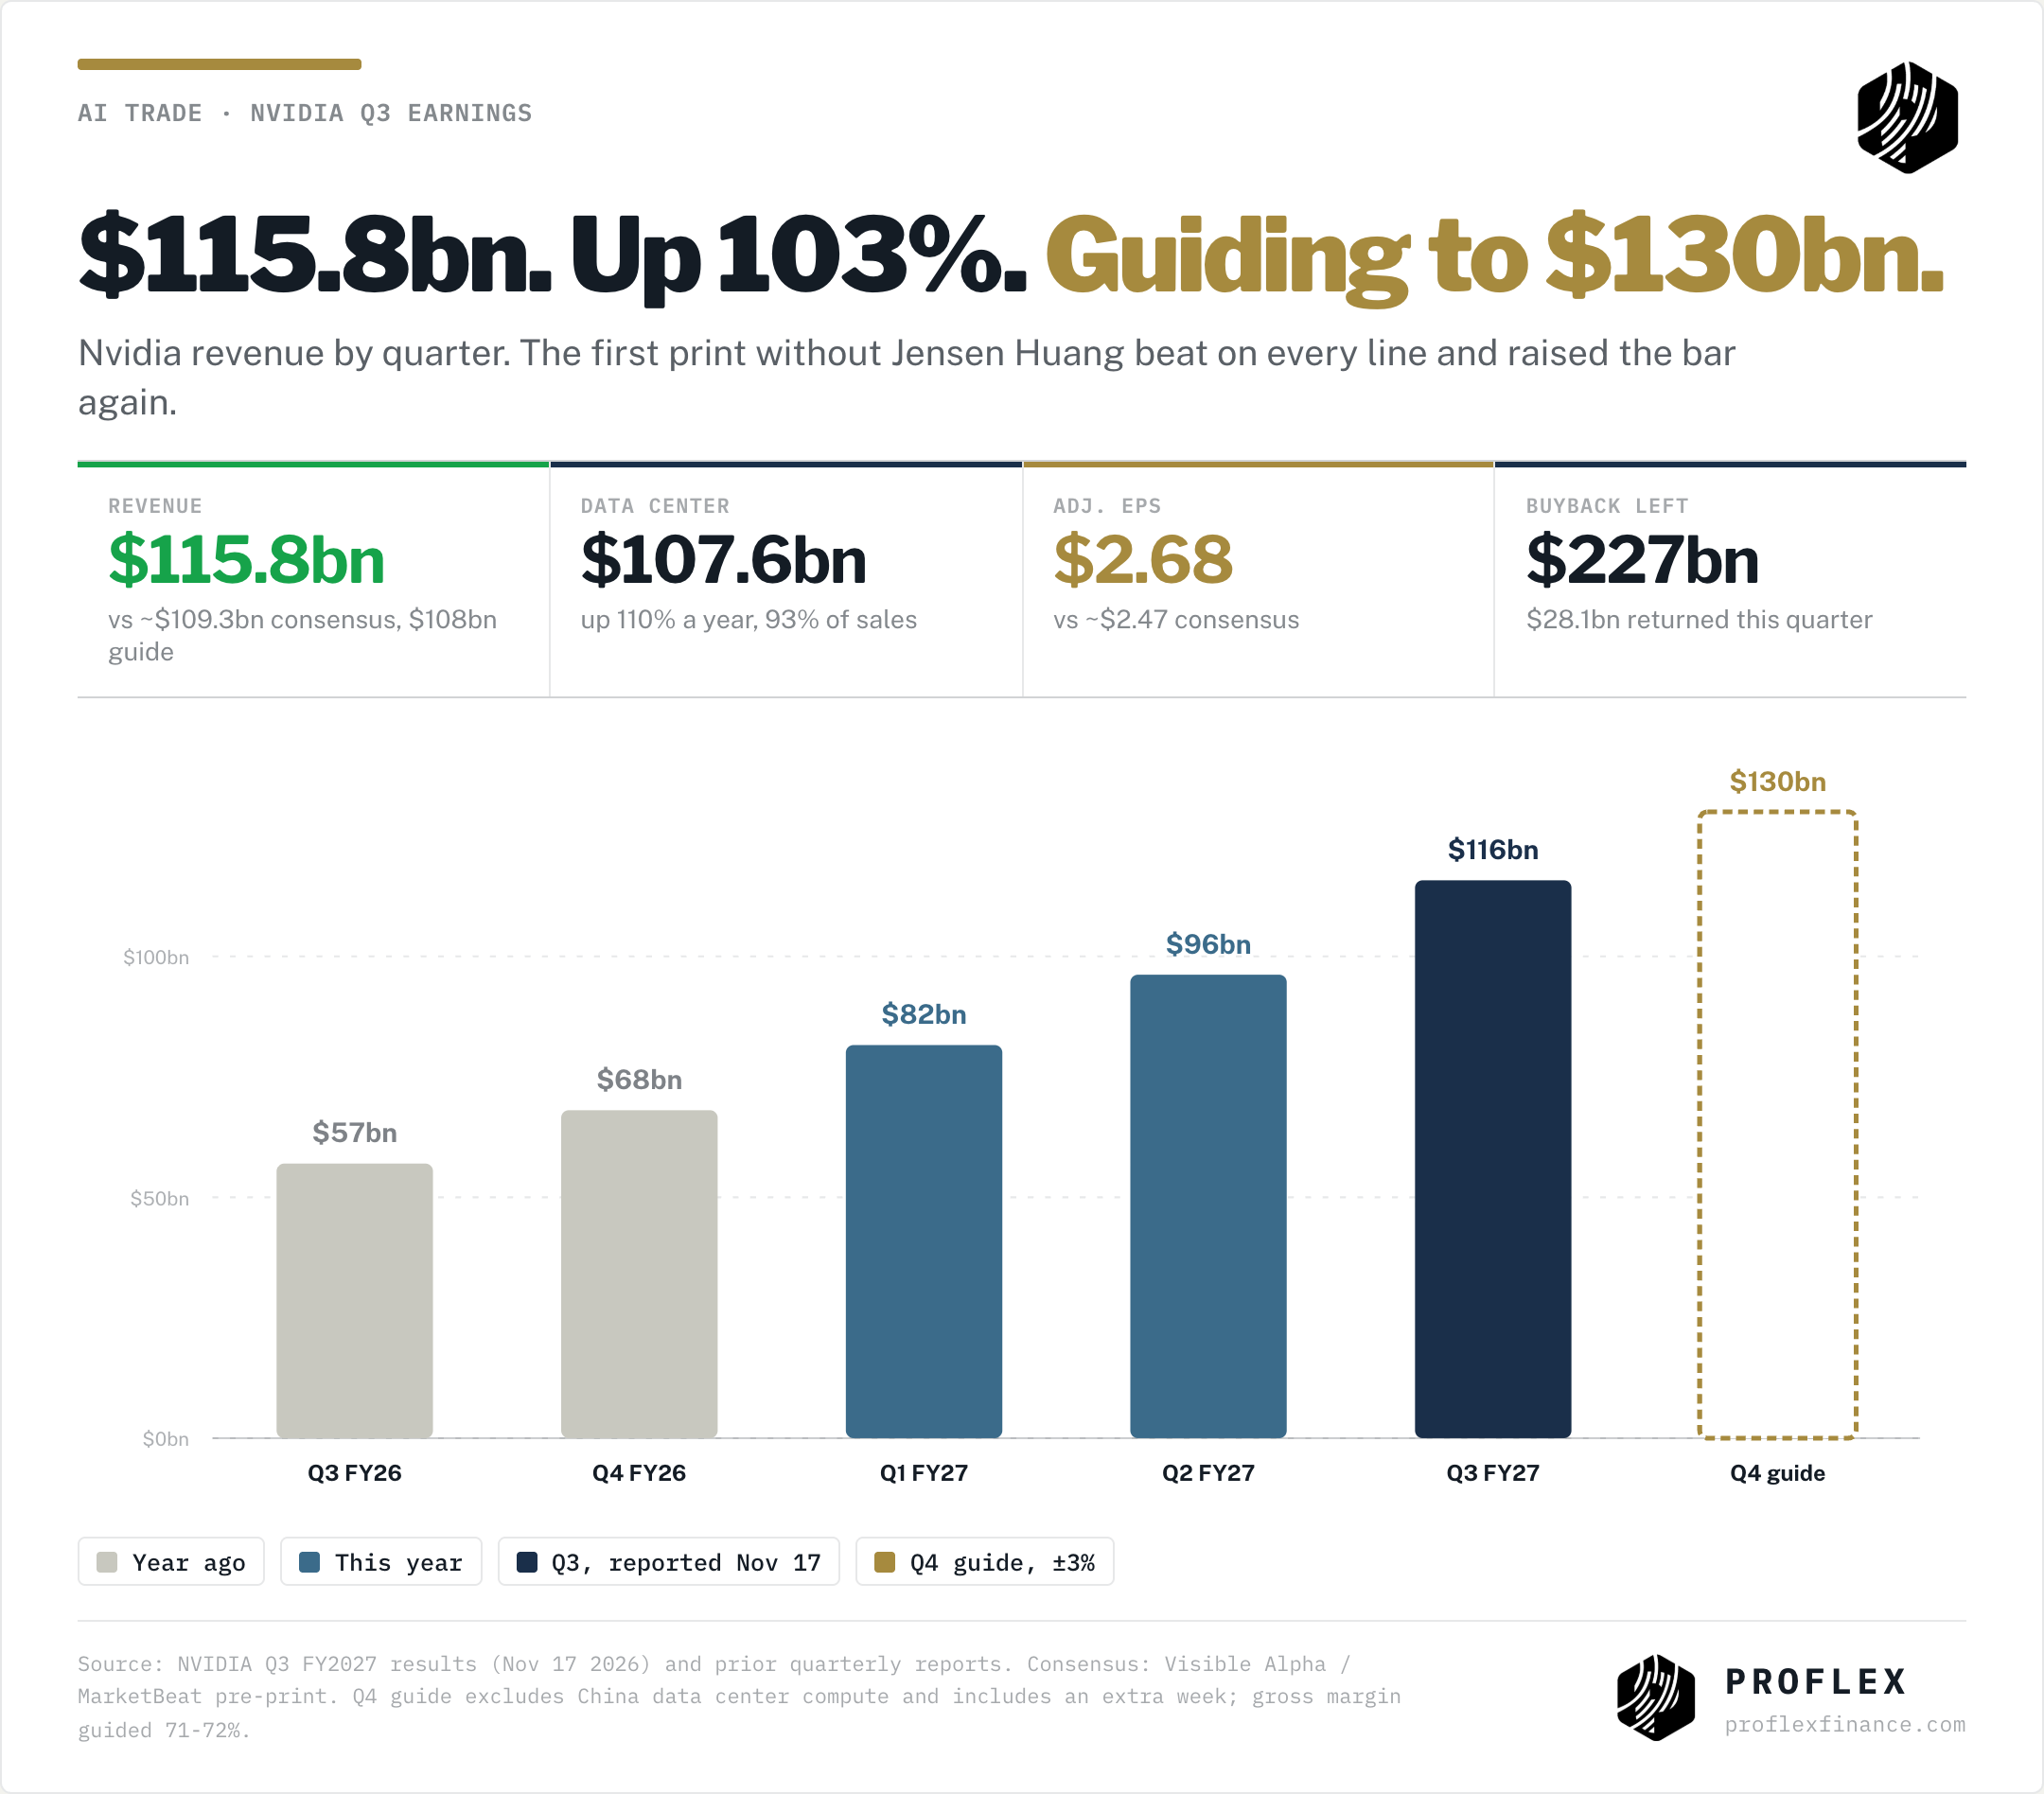 AI TRADE · NVIDIA Q3 EARNINGS
$115.8bn. Up 103%. Guiding to $130bn.
Nvidia revenue by quarter. The first print without Jensen Huang beat on every line and raised the bar
again.
REVENUE
$115.8bn
vs ~$109.3bn consensus, $108bn
guide
DATA CENTER
$107.6bn
up 110% a year, 93% of sales
ADJ. EPS
$2.68
vs ~$2.47 consensus
BUYBACK LEFT
$227bn
$28.1bn returned this quarter
$130bn
$116bn
$96bn
$82bn
$68bn
$57bn
$100bn
$50bn
$0bn
Q3 FY26
Q4 FY26
Q1 FY27
Q2 FY27
Q3 FY27
Q4 guide
Year ago
This year
Q3, reported Nov 17
Q4 guide, ±3%
Source: NVIDIA Q3 FY2027 results (Nov 17 2026) and prior quarterly reports. Consensus: Visible Alpha /
MarketBeat pre-print. Q4 guide excludes China data center compute and includes an extra week; gross margin
guided 71-72%.
PROFLEX
proflexfinance.com